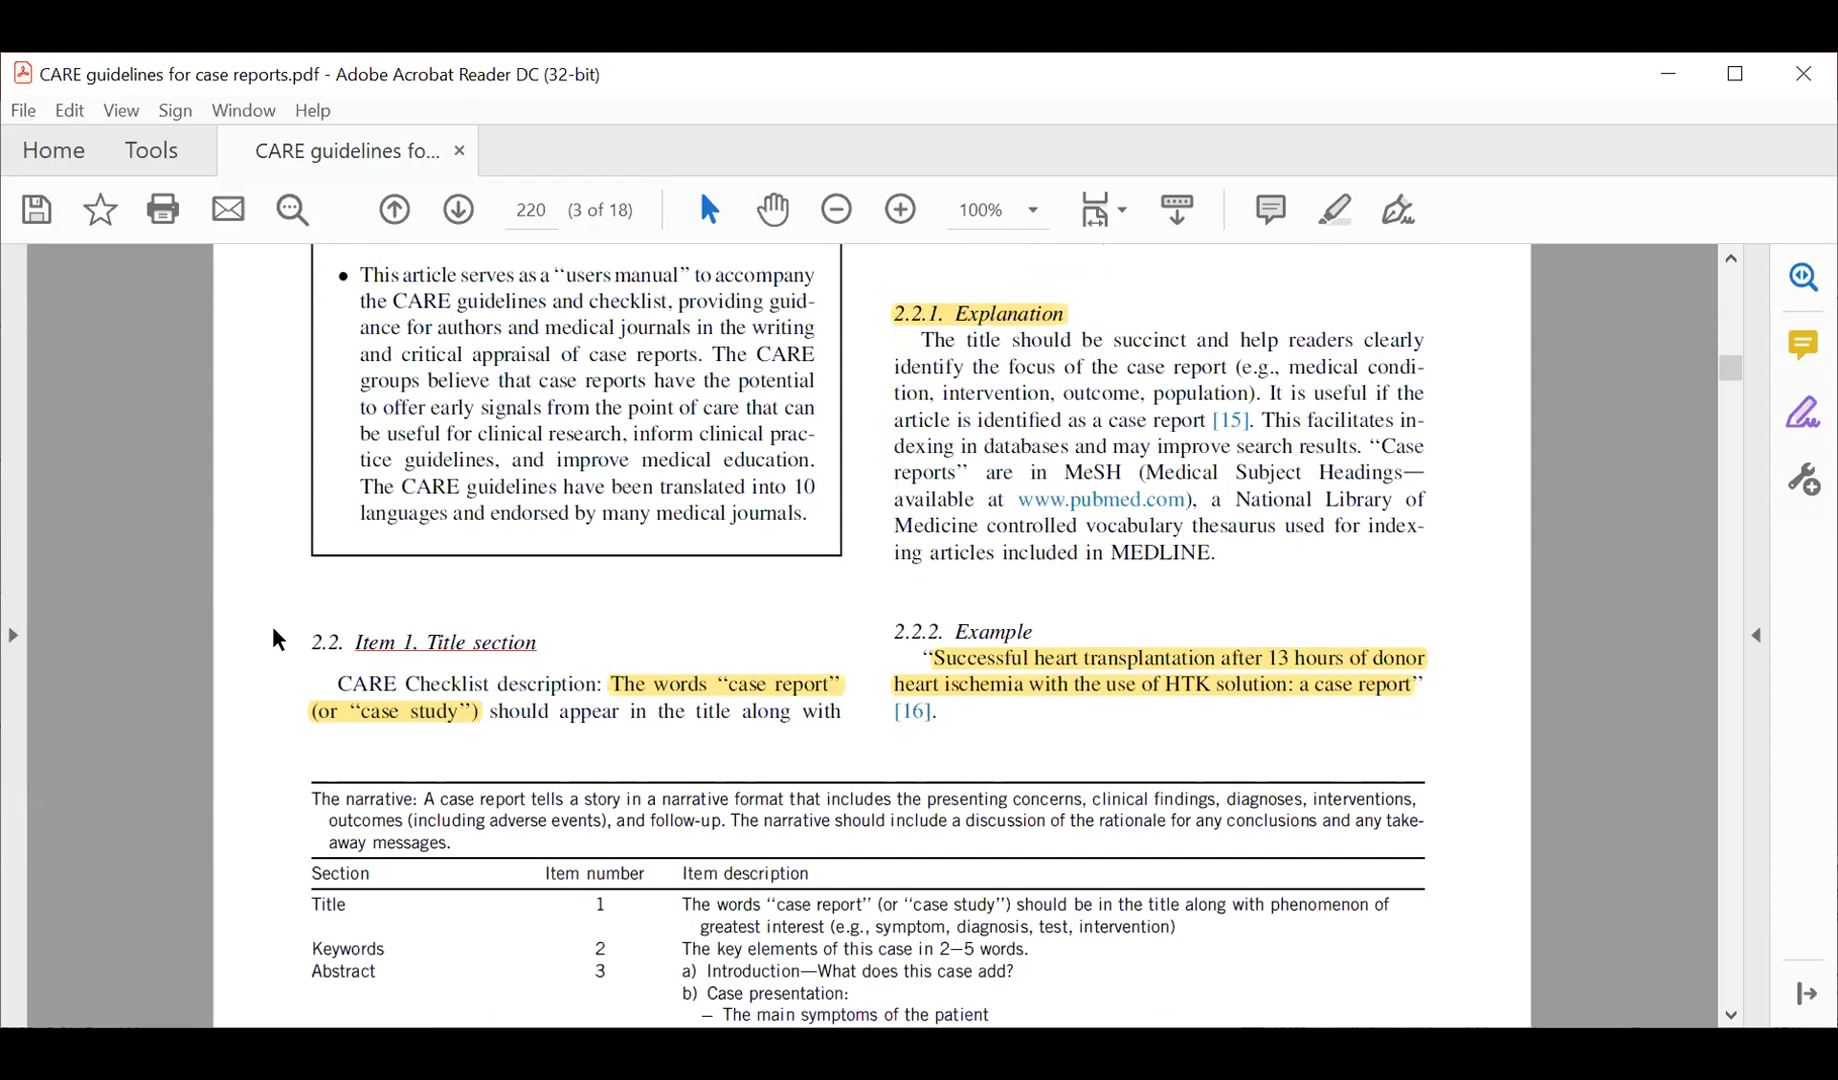 CARE guidelines for case reports.pdf - Adobe Acrobat Reader DC (32-bit)
File Edit View Sign Window Help
Home Tools CARE guidelines fo... ×
220 (3 of 18) 100%
• This article serves as a “users manual” to accompany
the CARE guidelines and checklist, providing guid-
ance for authors and medical journals in the writing
and critical appraisal of case reports. The CARE
groups believe that case reports have the potential
to offer early signals from the point of care that can
be useful for clinical research, inform clinical prac-
tice guidelines, and improve medical education.
The CARE guidelines have been translated into 10
languages and endorsed by many medical journals.
2.2. Item 1. Title section
CARE Checklist description: The words “case report”
(or “case study”) should appear in the title along with
2.2.1. Explanation
The title should be succinct and help readers clearly
identify the focus of the case report (e.g., medical condi-
tion, intervention, outcome, population). It is useful if the
article is identified as a case report [15]. This facilitates in-
dexing in databases and may improve search results. “Case
reports” are in MeSH (Medical Subject Headings—
available at www.pubmed.com), a National Library of
Medicine controlled vocabulary thesaurus used for index-
ing articles included in MEDLINE.
2.2.2. Example
“Successful heart transplantation after 13 hours of donor
heart ischemia with the use of HTK solution: a case report”
[16].
The narrative: A case report tells a story in a narrative format that includes the presenting concerns, clinical findings, diagnoses, interventions,
outcomes (including adverse events), and follow-up. The narrative should include a discussion of the rationale for any conclusions and any take-
away messages.
Section Item number Item description
Title 1 The words “case report” (or “case study”) should be in the title along with phenomenon of
greatest interest (e.g., symptom, diagnosis, test, intervention)
Keywords 2 The key elements of this case in 2–5 words.
Abstract 3 a) Introduction—What does this case add?
b) Case presentation:
– The main symptoms of the patient